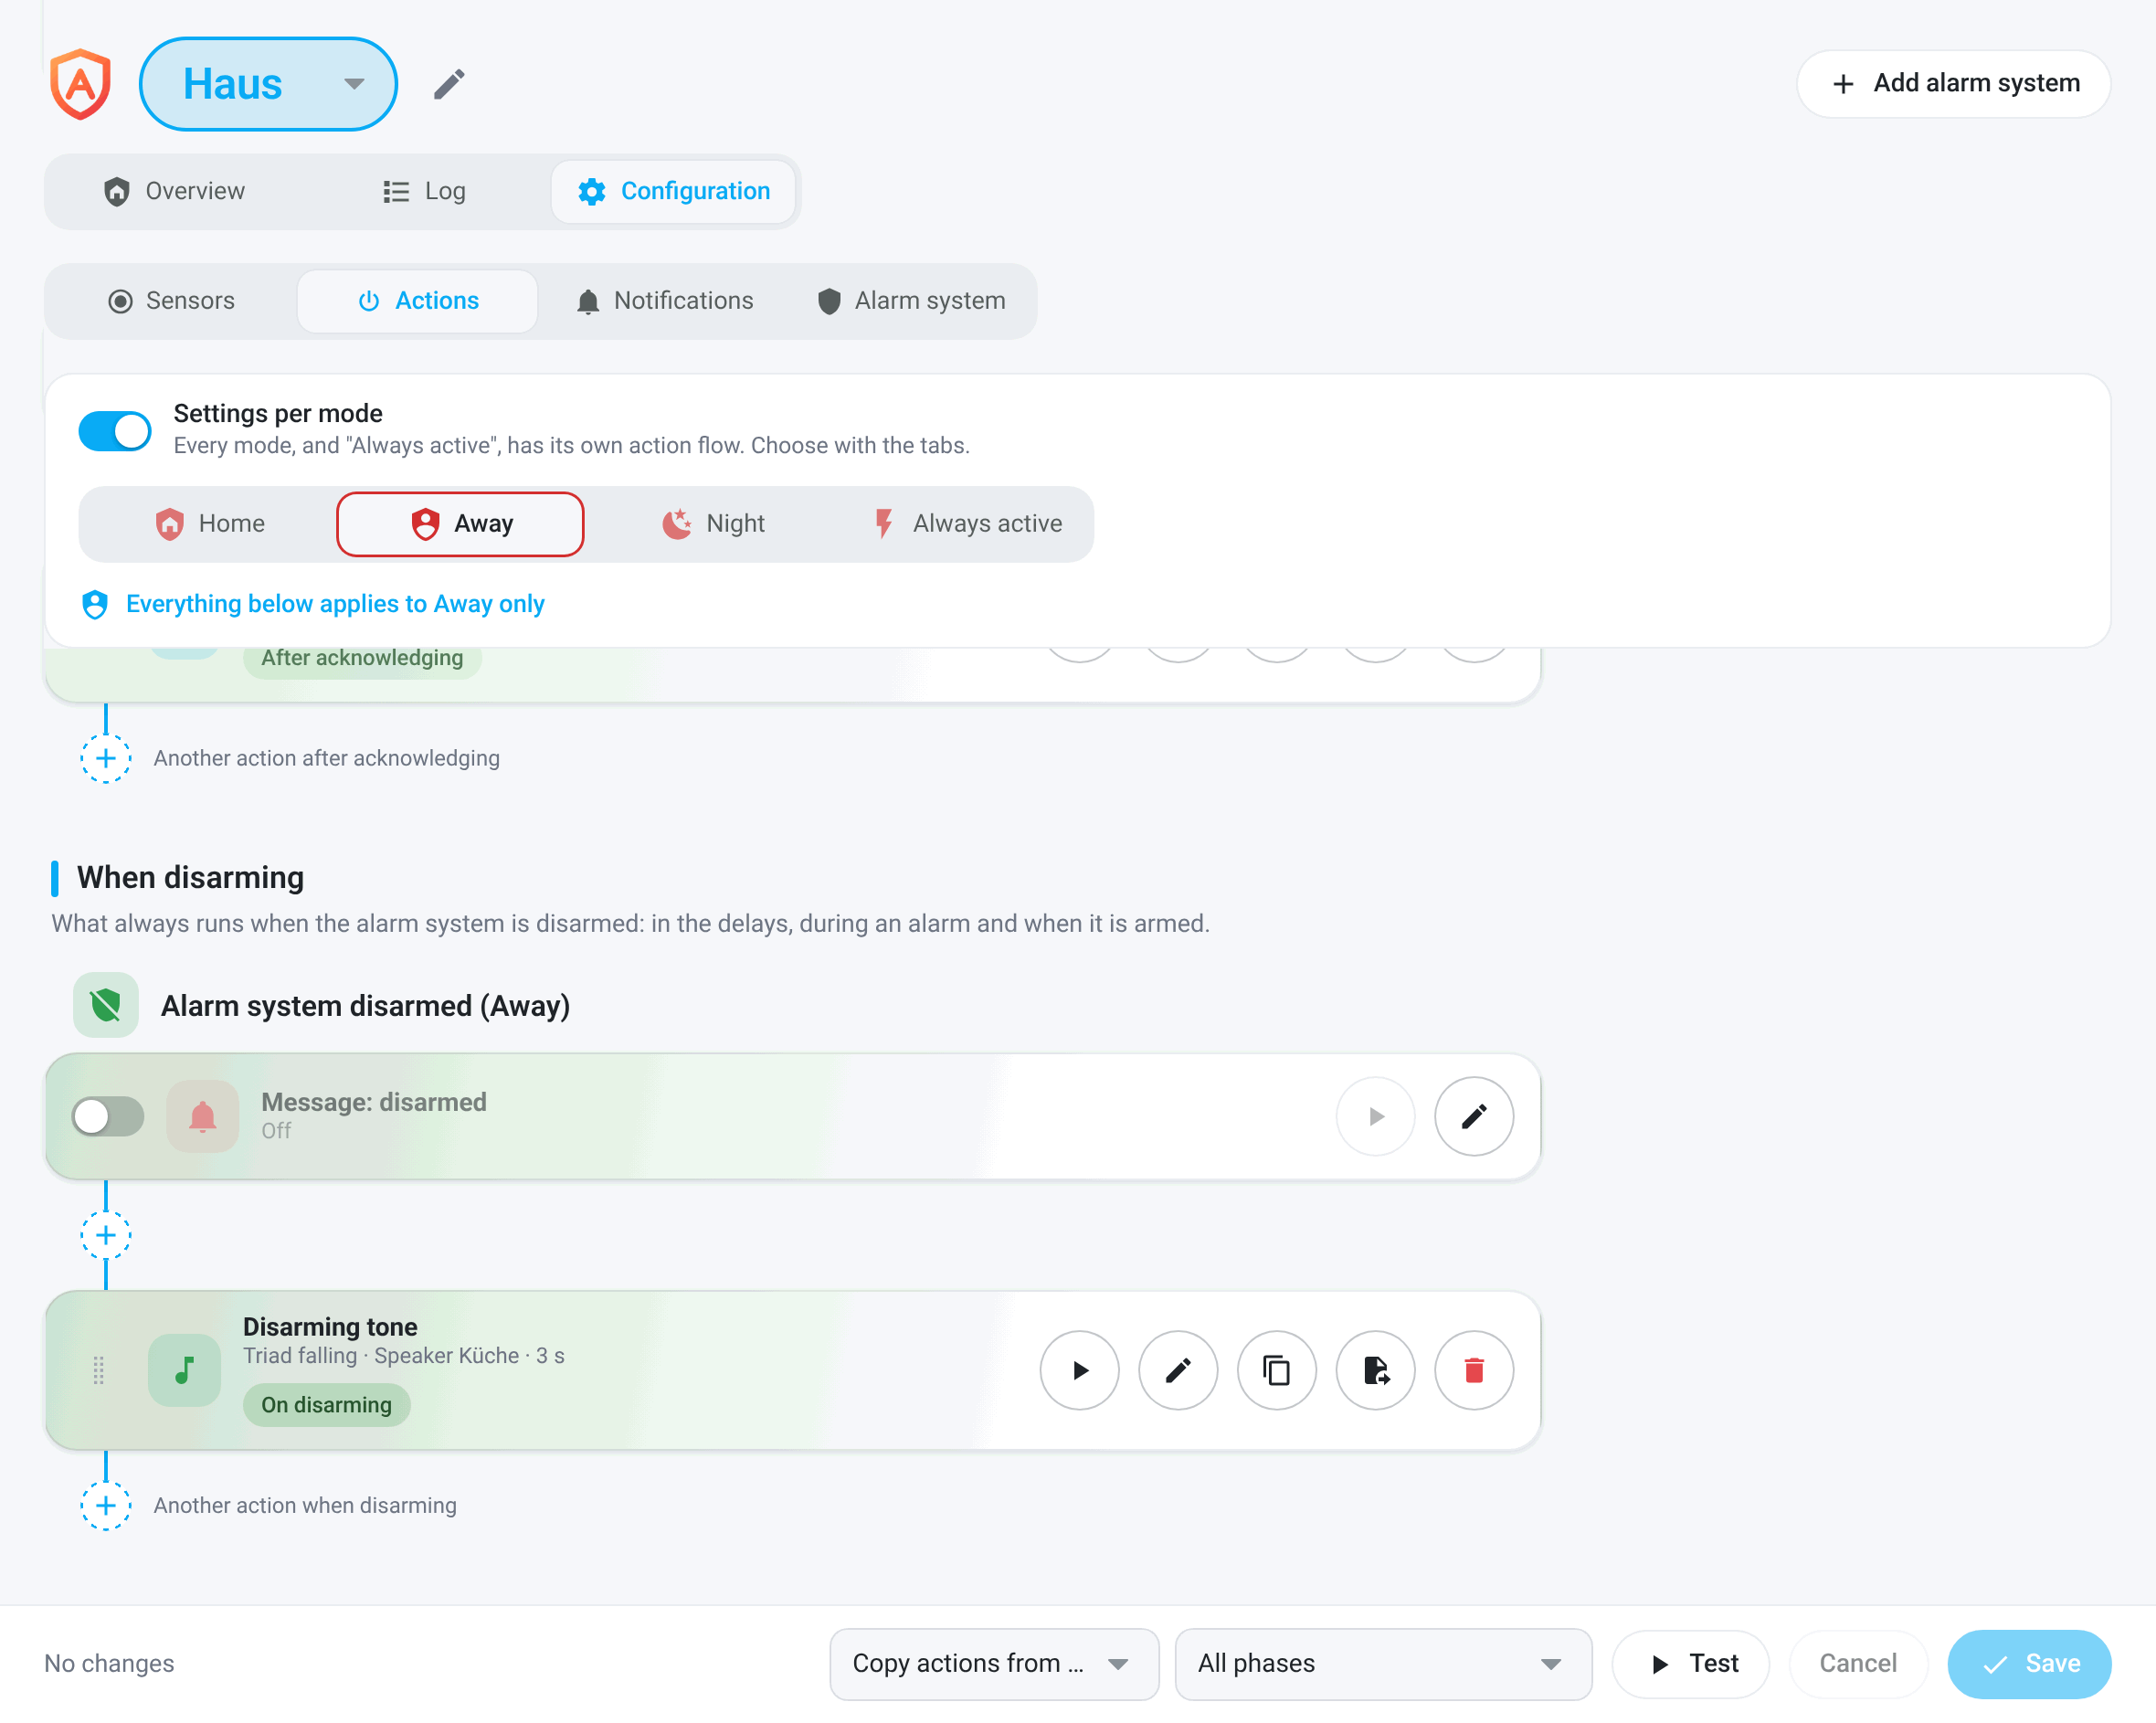 Haus
Add alarm system
Overview
Log
Configuration
Sensors
Actions
Notifications
Alarm system
Settings per mode
Every mode, and "Always active", has its own action flow. Choose with the tabs.
Home
Away
Night
Always active
Everything below applies to Away only
After acknowledging
Another action after acknowledging
When disarming
What always runs when the alarm system is disarmed: in the delays, during an alarm and when it is armed.
Alarm system disarmed (Away)
Message: disarmed
Off
Disarming tone
Triad falling · Speaker Küche · 3 s
On disarming
Another action when disarming
No changes
Copy actions from ...
All phases
Test
Cancel
Save